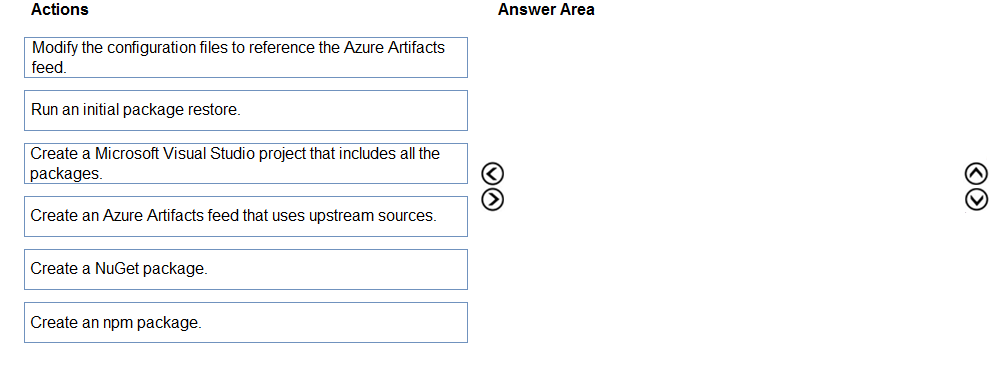 Actions
Answer Area
Modify the configuration files to reference the Azure Artifacts
feed.
Run an initial package restore.
Create a Microsoft Visual Studio project that includes all the
packages.
Create an Azure Artifacts feed that uses upstream sources.
Create a NuGet package.
Create an npm package.